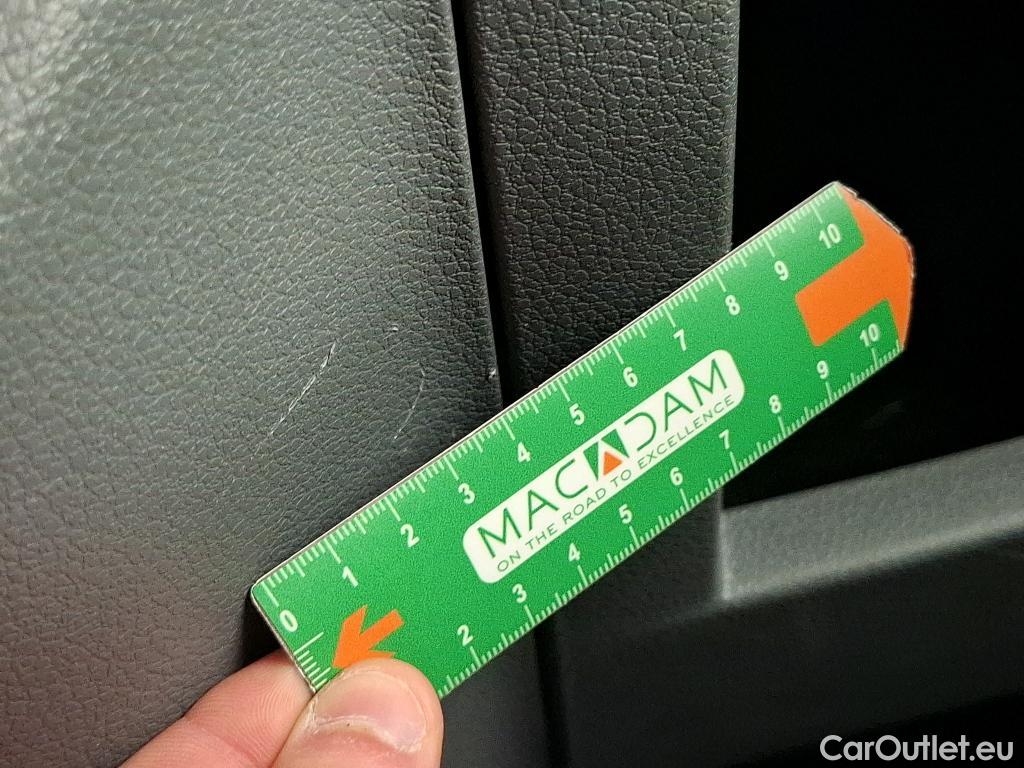 0 1 2 3 4 5 6 7 8 9 10
MACADAM
ON THE ROAD TO EXCELLENCE
2 3 4 5 6 7 8 9 10
CarOutlet.eu